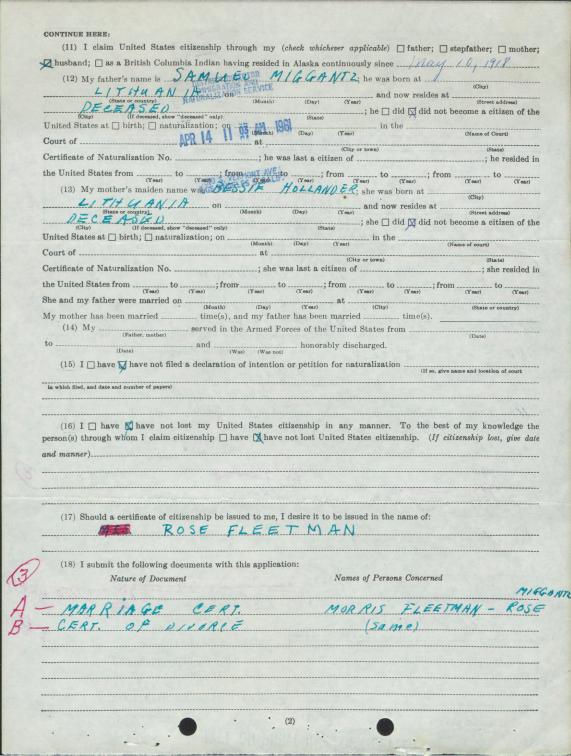 CONTINUE HERE:
(11) I claim United States citizenship through my (check whichever applicable) ☐ father; ☐ stepfather; ☐ mother;
☒ husband; ☐ as a British Columbia Indian having resided in Alaska continuously since May 10, 1918
(12) My father's name is SAMUEL MIGGANTZ; he was born at
(City)
LITHUANIA on and now resides at
(State or country) (Month) (Day) (Year) (Street address)
DECEASED; he ☐ did ☒ did not become a citizen of the
(City) (If deceased, show "deceased" only) (State)
United States at ☐ birth; ☐ naturalization; on in the
(Month) (Day) (Year) (Name of Court)
APR 14 11 AM 1961
Court of at
(City or town) (State)
Certificate of Naturalization No. ; he was last a citizen of ; he resided in
the United States from to ; from to ; from to ; from to
(Year) (Year) (Year) (Year) (Year) (Year) (Year) (Year)
(13) My mother's maiden name was BESSIE HOLLANDER; she was born at
(City)
LITHUANIA on and now resides at
(State or country) (Month) (Day) (Year) (Street address)
DECEASED; she ☐ did ☒ did not become a citizen of the
(City) (If deceased, show "deceased" only) (State)
United States at ☐ birth; ☐ naturalization; on in the
(Month) (Day) (Year) (Name of court)
Court of at
(City or town) (State)
Certificate of Naturalization No. ; she was last a citizen of ; she resided in
the United States from to ; from to ; from to ; from to
(Year) (Year) (Year) (Year) (Year) (Year) (Year) (Year)
She and my father were married on at
(Month) (Day) (Year) (City) (State or country)
My mother has been married time(s), and my father has been married time(s).
(14) My served in the Armed Forces of the United States from
(Father, mother) (Date)
to and honorably discharged.
(Date) (Was) (Was not)
(15) I ☐ have ☒ have not filed a declaration of intention or petition for naturalization
(If so, give name and location of court
in which filed, and date and number of papers)
(16) I ☐ have ☒ have not lost my United States citizenship in any manner. To the best of my knowledge the
person(s) through whom I claim citizenship ☐ have ☒ have not lost United States citizenship. (If citizenship lost, give date
and manner)
(17) Should a certificate of citizenship be issued to me, I desire it to be issued in the name of:
ROSE FLEETMAN
(18) I submit the following documents with this application:
3
Nature of Document Names of Persons Concerned
MIGGANTZ
A — MARRIAGE CERT. MORRIS FLEETMAN - ROSE
B — CERT. OF DIVORCE (same)
(2)